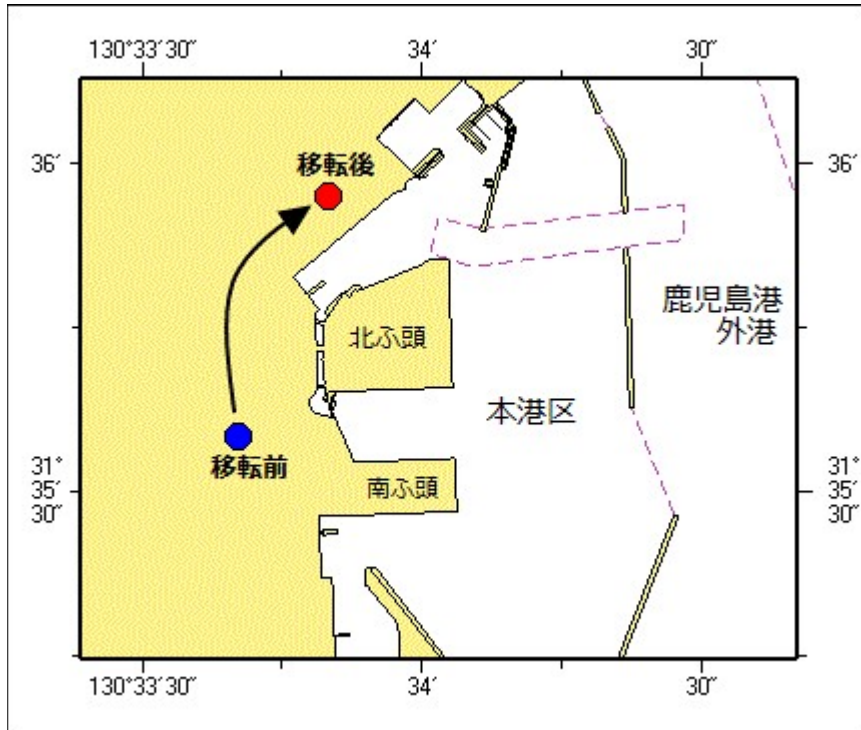 130°33′30″
34′
30″
36′
36′
移転後
鹿児島港
外港
北ふ頭
本港区
移転前
31°
35′
30″
31°
35′
30″
南ふ頭
130°33′30″
34′
30″